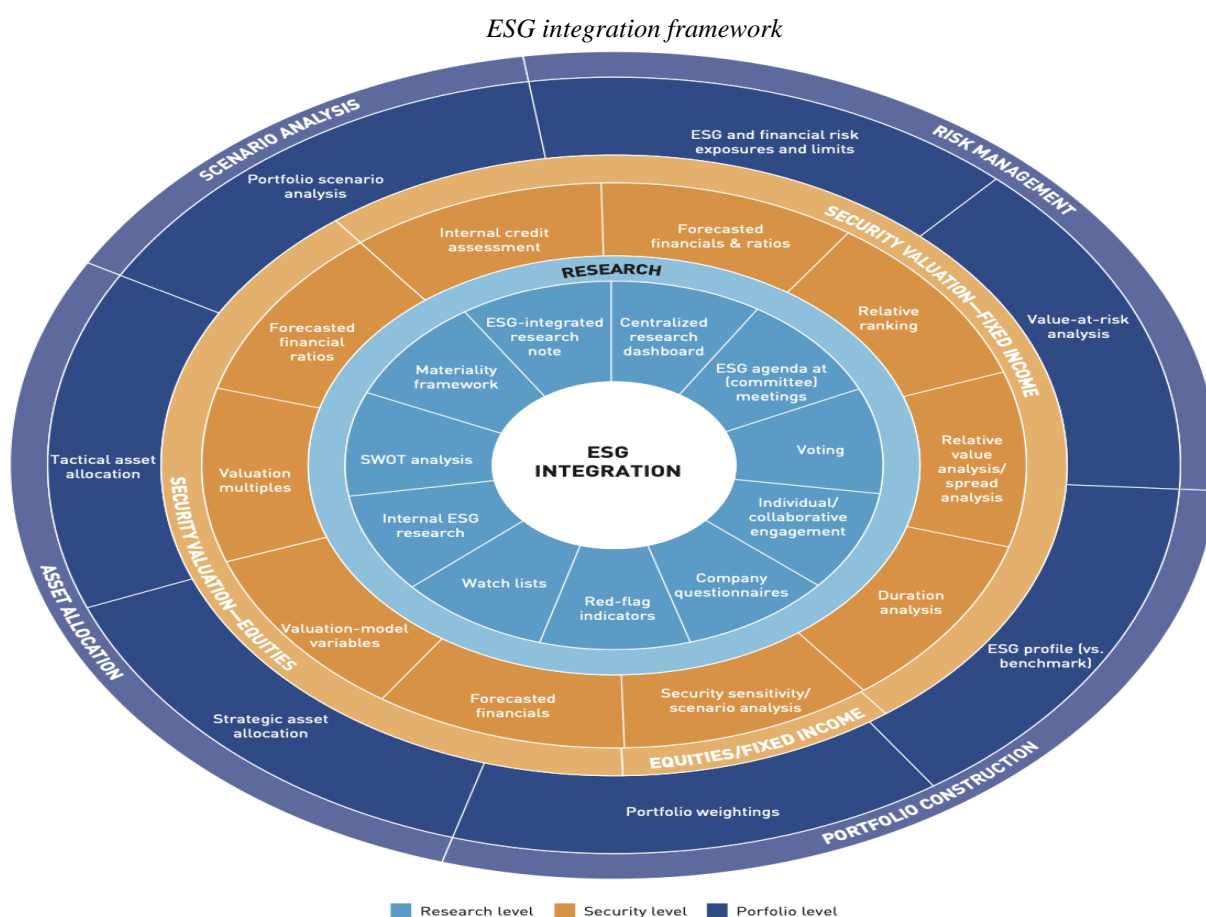 ESG integration framework
SCENARIO ANALYSIS
RISK MANAGEMENT
PORTFOLIO CONSTRUCTION
ASSET ALLOCATION
Portfolio scenario
analysis
ESG and financial risk
exposures and limits
Value-at-risk
analysis
ESG profile (vs.
benchmark)
Portfolio weightings
Strategic asset
allocation
Tactical asset
allocation
SECURITY VALUATION—FIXED INCOME
EQUITIES/FIXED INCOME
SECURITY VALUATION—EQUITIES
Internal credit
assessment
Forecasted
financials & ratios
Relative
ranking
Relative
value
analysis/
spread
analysis
Duration
analysis
Security sensitivity/
scenario analysis
Forecasted
financials
Valuation-model
variables
Valuation
multiples
Forecasted
financial
ratios
RESEARCH
ESG-integrated
research
note
Centralized
research
dashboard
ESG agenda at
(committee)
meetings
Voting
Individual/
collaborative
engagement
Company
questionnaires
Red-flag
indicators
Watch lists
Internal ESG
research
SWOT analysis
Materiality
framework
ESG
INTEGRATION
Research level
Security level
Porfolio level